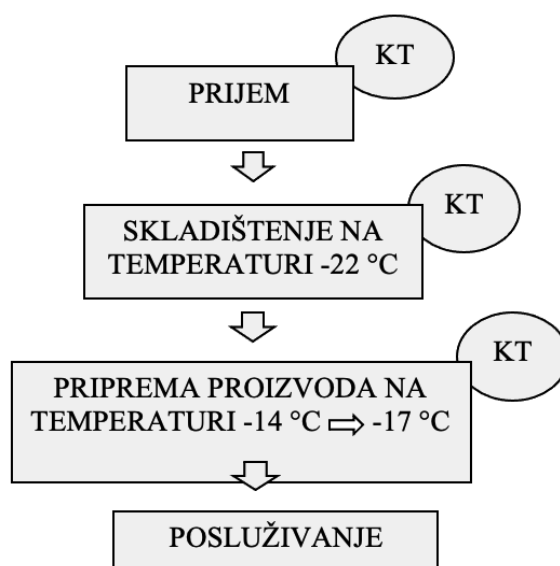 KT
PRIJEM
KT
SKLADIŠTENJE NA
TEMPERATURI -22 °C
KT
PRIPREMA PROIZVODA NA
TEMPERATURI -14 °C ⇨ -17 °C
POSLUŽIVANJE